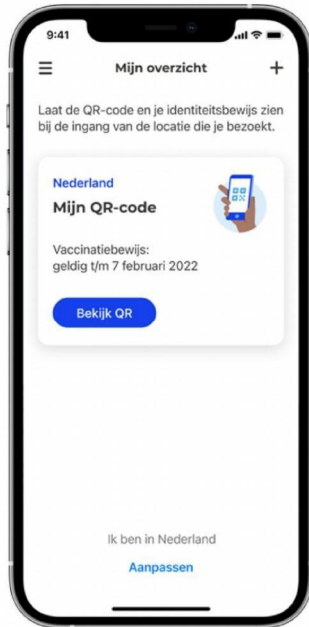 9:41
Mijn overzicht
Laat de QR-code en je identiteitsbewijs zien
bij de ingang van de locatie die je bezoekt.
Nederland
Mijn QR-code
Vaccinatiebewijs:
geldig t/m 7 februari 2022
Bekijk QR
Ik ben in Nederland
Aanpassen